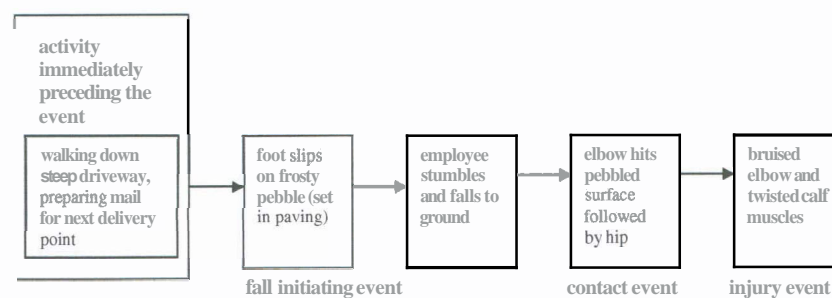 activity
immediately
preceding the
event
walking down
steep driveway,
preparing mail
for next delivery
point
foot slips
on frosty
pebble (set
in paving)
employee
stumbles
and falls to
ground
elbow hits
pebbled
surface
followed
by hip
bruised
elbow and
twisted calf
muscles
fall initiating event
contact event
injury event